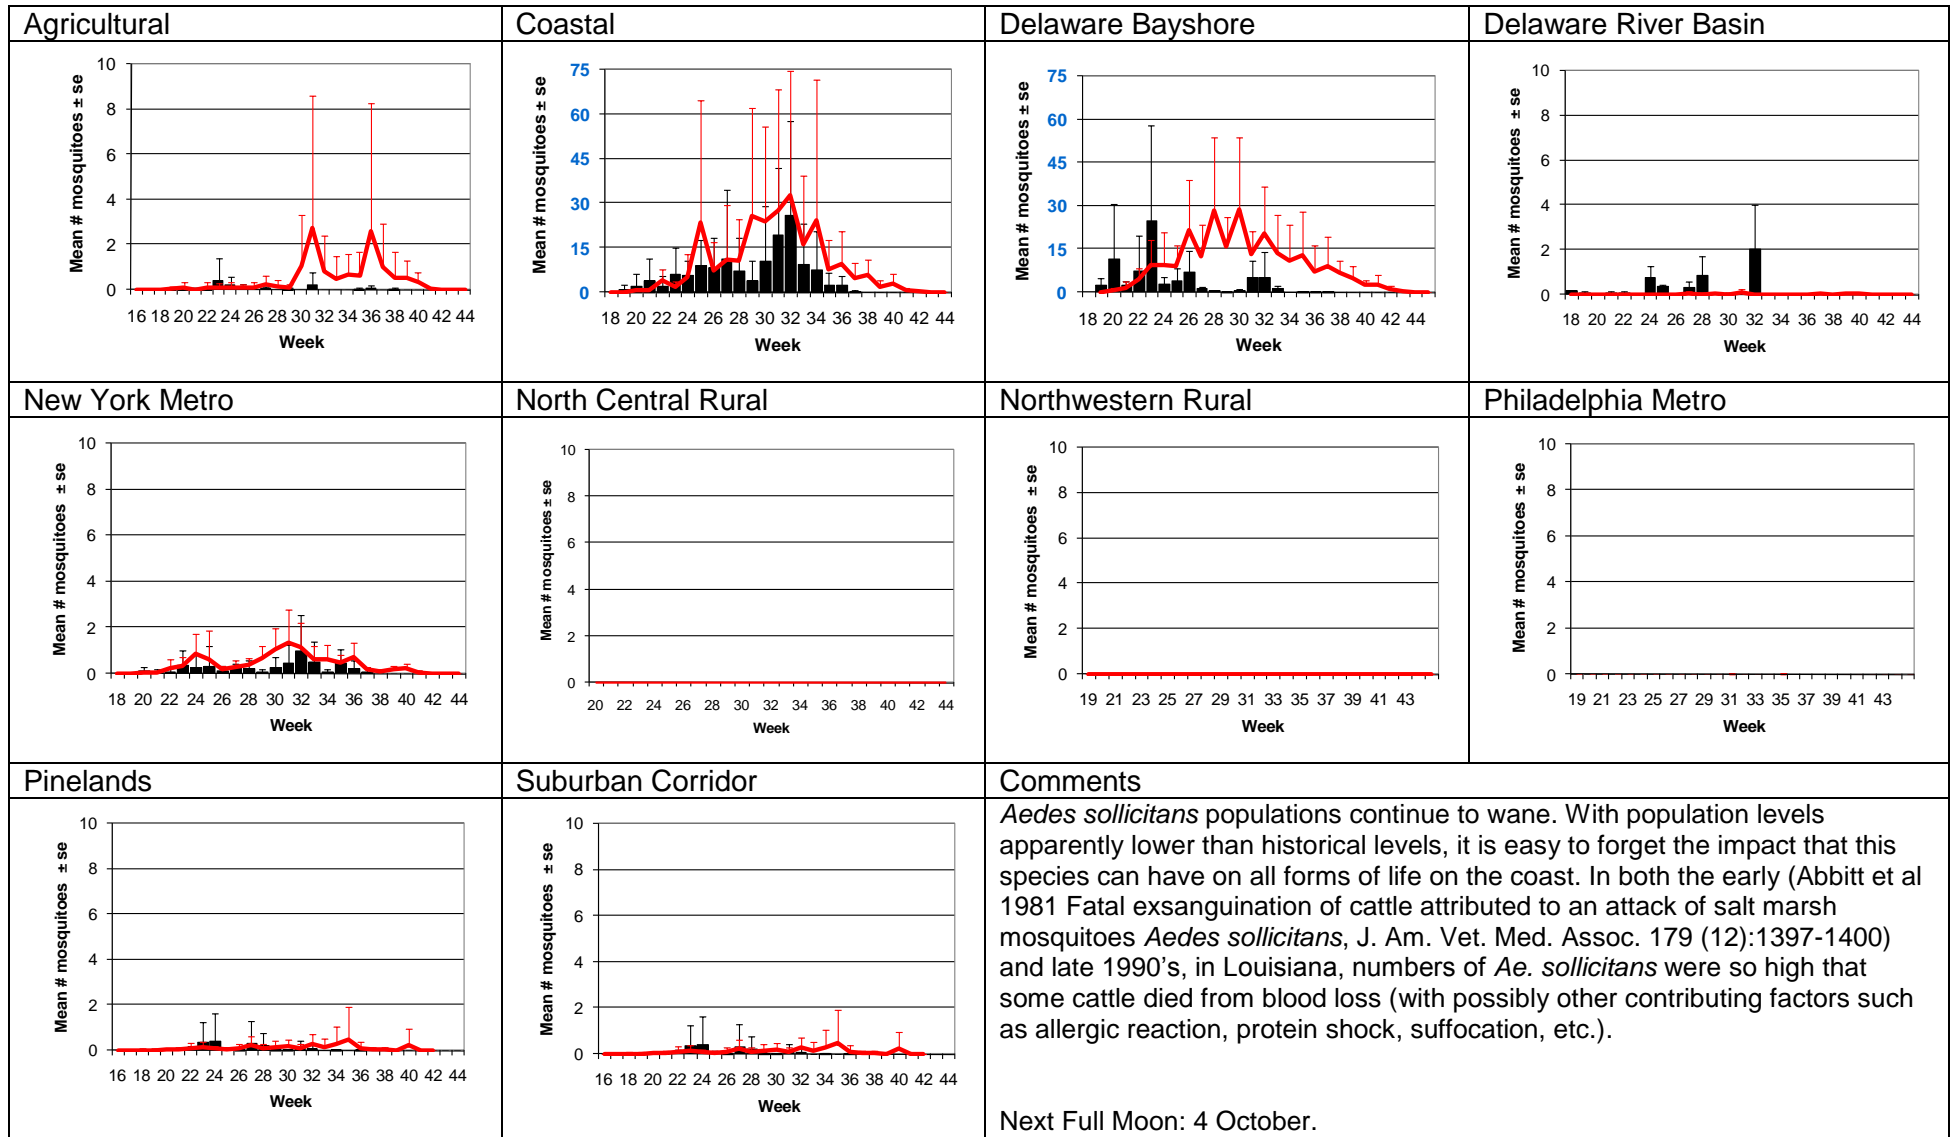 Agricultural
Mean # mosquitoes ± se
10
8
6
4
2
0
16 18 20 22 24 26 28 30 32 34 36 38 40 42 44
Week
Coastal
Mean # mosquitoes ± se
75
60
45
30
15
0
18 20 22 24 26 28 30 32 34 36 38 40 42 44
Week
Delaware Bayshore
Mean # mosquitoes ± se
75
60
45
30
15
0
18 20 22 24 26 28 30 32 34 36 38 40 42 44
Week
Delaware River Basin
Mean # mosquitoes ± se
10
8
6
4
2
0
18 20 22 24 26 28 30 32 34 36 38 40 42 44
Week
New York Metro
Mean # mosquitoes ± se
10
8
6
4
2
0
18 20 22 24 26 28 30 32 34 36 38 40 42 44
Week
North Central Rural
Mean # mosquitoes ± se
10
8
6
4
2
0
20 22 24 26 28 30 32 34 36 38 40 42 44
Week
Northwestern Rural
Mean # mosquitoes ± se
10
8
6
4
2
0
19 21 23 25 27 29 31 33 35 37 39 41 43
Week
Philadelphia Metro
Mean # mosquitoes ± se
10
8
6
4
2
0
19 21 23 25 27 29 31 33 35 37 39 41 43
Week
Pinelands
Mean # mosquitoes ± se
10
8
6
4
2
0
16 18 20 22 24 26 28 30 32 34 36 38 40 42 44
Week
Suburban Corridor
Mean # mosquitoes ± se
10
8
6
4
2
0
16 18 20 22 24 26 28 30 32 34 36 38 40 42 44
Week
Comments
Aedes sollicitans populations continue to wane. With population levels
apparently lower than historical levels, it is easy to forget the impact that this
species can have on all forms of life on the coast. In both the early (Abbitt et al
1981 Fatal exsanguination of cattle attributed to an attack of salt marsh
mosquitoes Aedes sollicitans, J. Am. Vet. Med. Assoc. 179 (12):1397-1400)
and late 1990's, in Louisiana, numbers of Ae. sollicitans were so high that
some cattle died from blood loss (with possibly other contributing factors such
as allergic reaction, protein shock, suffocation, etc.).
Next Full Moon: 4 October.